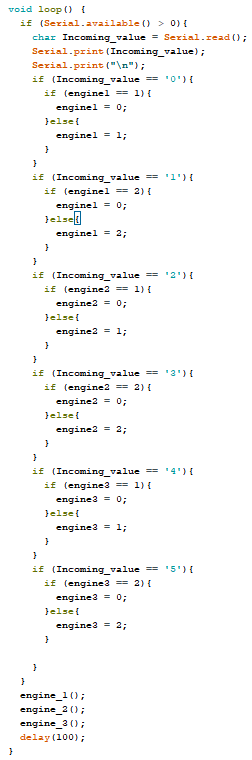 void loop() {
  if (Serial.available() > 0){
    char Incoming_value = Serial.read();
    Serial.print(Incoming_value);
    Serial.print("\n");
    if (Incoming_value == '0'){
      if (engine1 == 1){
        engine1 = 0;
      }else{
        engine1 = 1;
      }
    }
    if (Incoming_value == '1'){
      if (engine1 == 2){
        engine1 = 0;
      }else{
        engine1 = 2;
      }
    }
    if (Incoming_value == '2'){
      if (engine2 == 1){
        engine2 = 0;
      }else{
        engine2 = 1;
      }
    }
    if (Incoming_value == '3'){
      if (engine2 == 2){
        engine2 = 0;
      }else{
        engine2 = 2;
      }
    }
    if (Incoming_value == '4'){
      if (engine3 == 1){
        engine3 = 0;
      }else{
        engine3 = 1;
      }
    }
    if (Incoming_value == '5'){
      if (engine3 == 2){
        engine3 = 0;
      }else{
        engine3 = 2;
      }

    }
  }
  engine_1();
  engine_2();
  engine_3();
  delay(100);
}